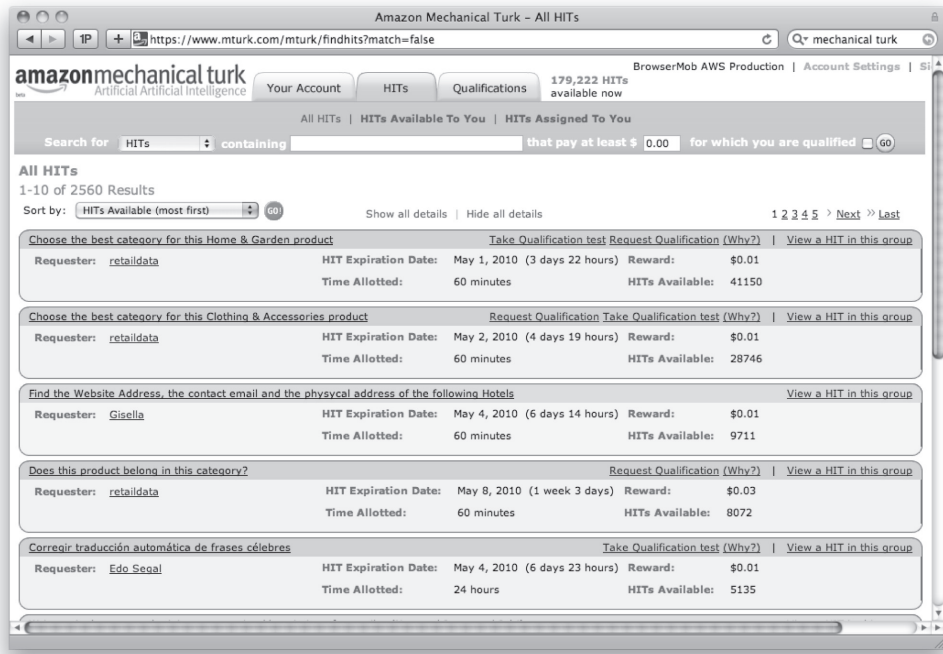 Amazon Mechanical Turk – All HITs
1P + https://www.mturk.com/mturk/findhits?match=false mechanical turk
BrowserMob AWS Production | Account Settings | Si
amazonmechanical turk
beta Artificial Artificial Intelligence
Your Account HITs Qualifications
179,222 HITs
available now
All HITs | HITs Available To You | HITs Assigned To You
Search for HITs containing that pay at least $ 0.00 for which you are qualified GO
All HITs
1-10 of 2560 Results
Sort by: HITs Available (most first) GO! Show all details | Hide all details 1 2 3 4 5 › Next » Last
Choose the best category for this Home & Garden product Take Qualification test Request Qualification (Why?) | View a HIT in this group
Requester: retaildata HIT Expiration Date: May 1, 2010 (3 days 22 hours) Reward: $0.01
Time Allotted: 60 minutes HITs Available: 41150
Choose the best category for this Clothing & Accessories product Request Qualification Take Qualification test (Why?) | View a HIT in this group
Requester: retaildata HIT Expiration Date: May 2, 2010 (4 days 19 hours) Reward: $0.01
Time Allotted: 60 minutes HITs Available: 28746
Find the Website Address, the contact email and the physycal address of the following Hotels View a HIT in this group
Requester: Gisella HIT Expiration Date: May 4, 2010 (6 days 14 hours) Reward: $0.01
Time Allotted: 60 minutes HITs Available: 9711
Does this product belong in this category? Request Qualification (Why?) | View a HIT in this group
Requester: retaildata HIT Expiration Date: May 8, 2010 (1 week 3 days) Reward: $0.03
Time Allotted: 60 minutes HITs Available: 8072
Corregir traducción automática de frases célebres Take Qualification test (Why?) | View a HIT in this group
Requester: Edo Segal HIT Expiration Date: May 4, 2010 (6 days 23 hours) Reward: $0.01
Time Allotted: 24 hours HITs Available: 5135